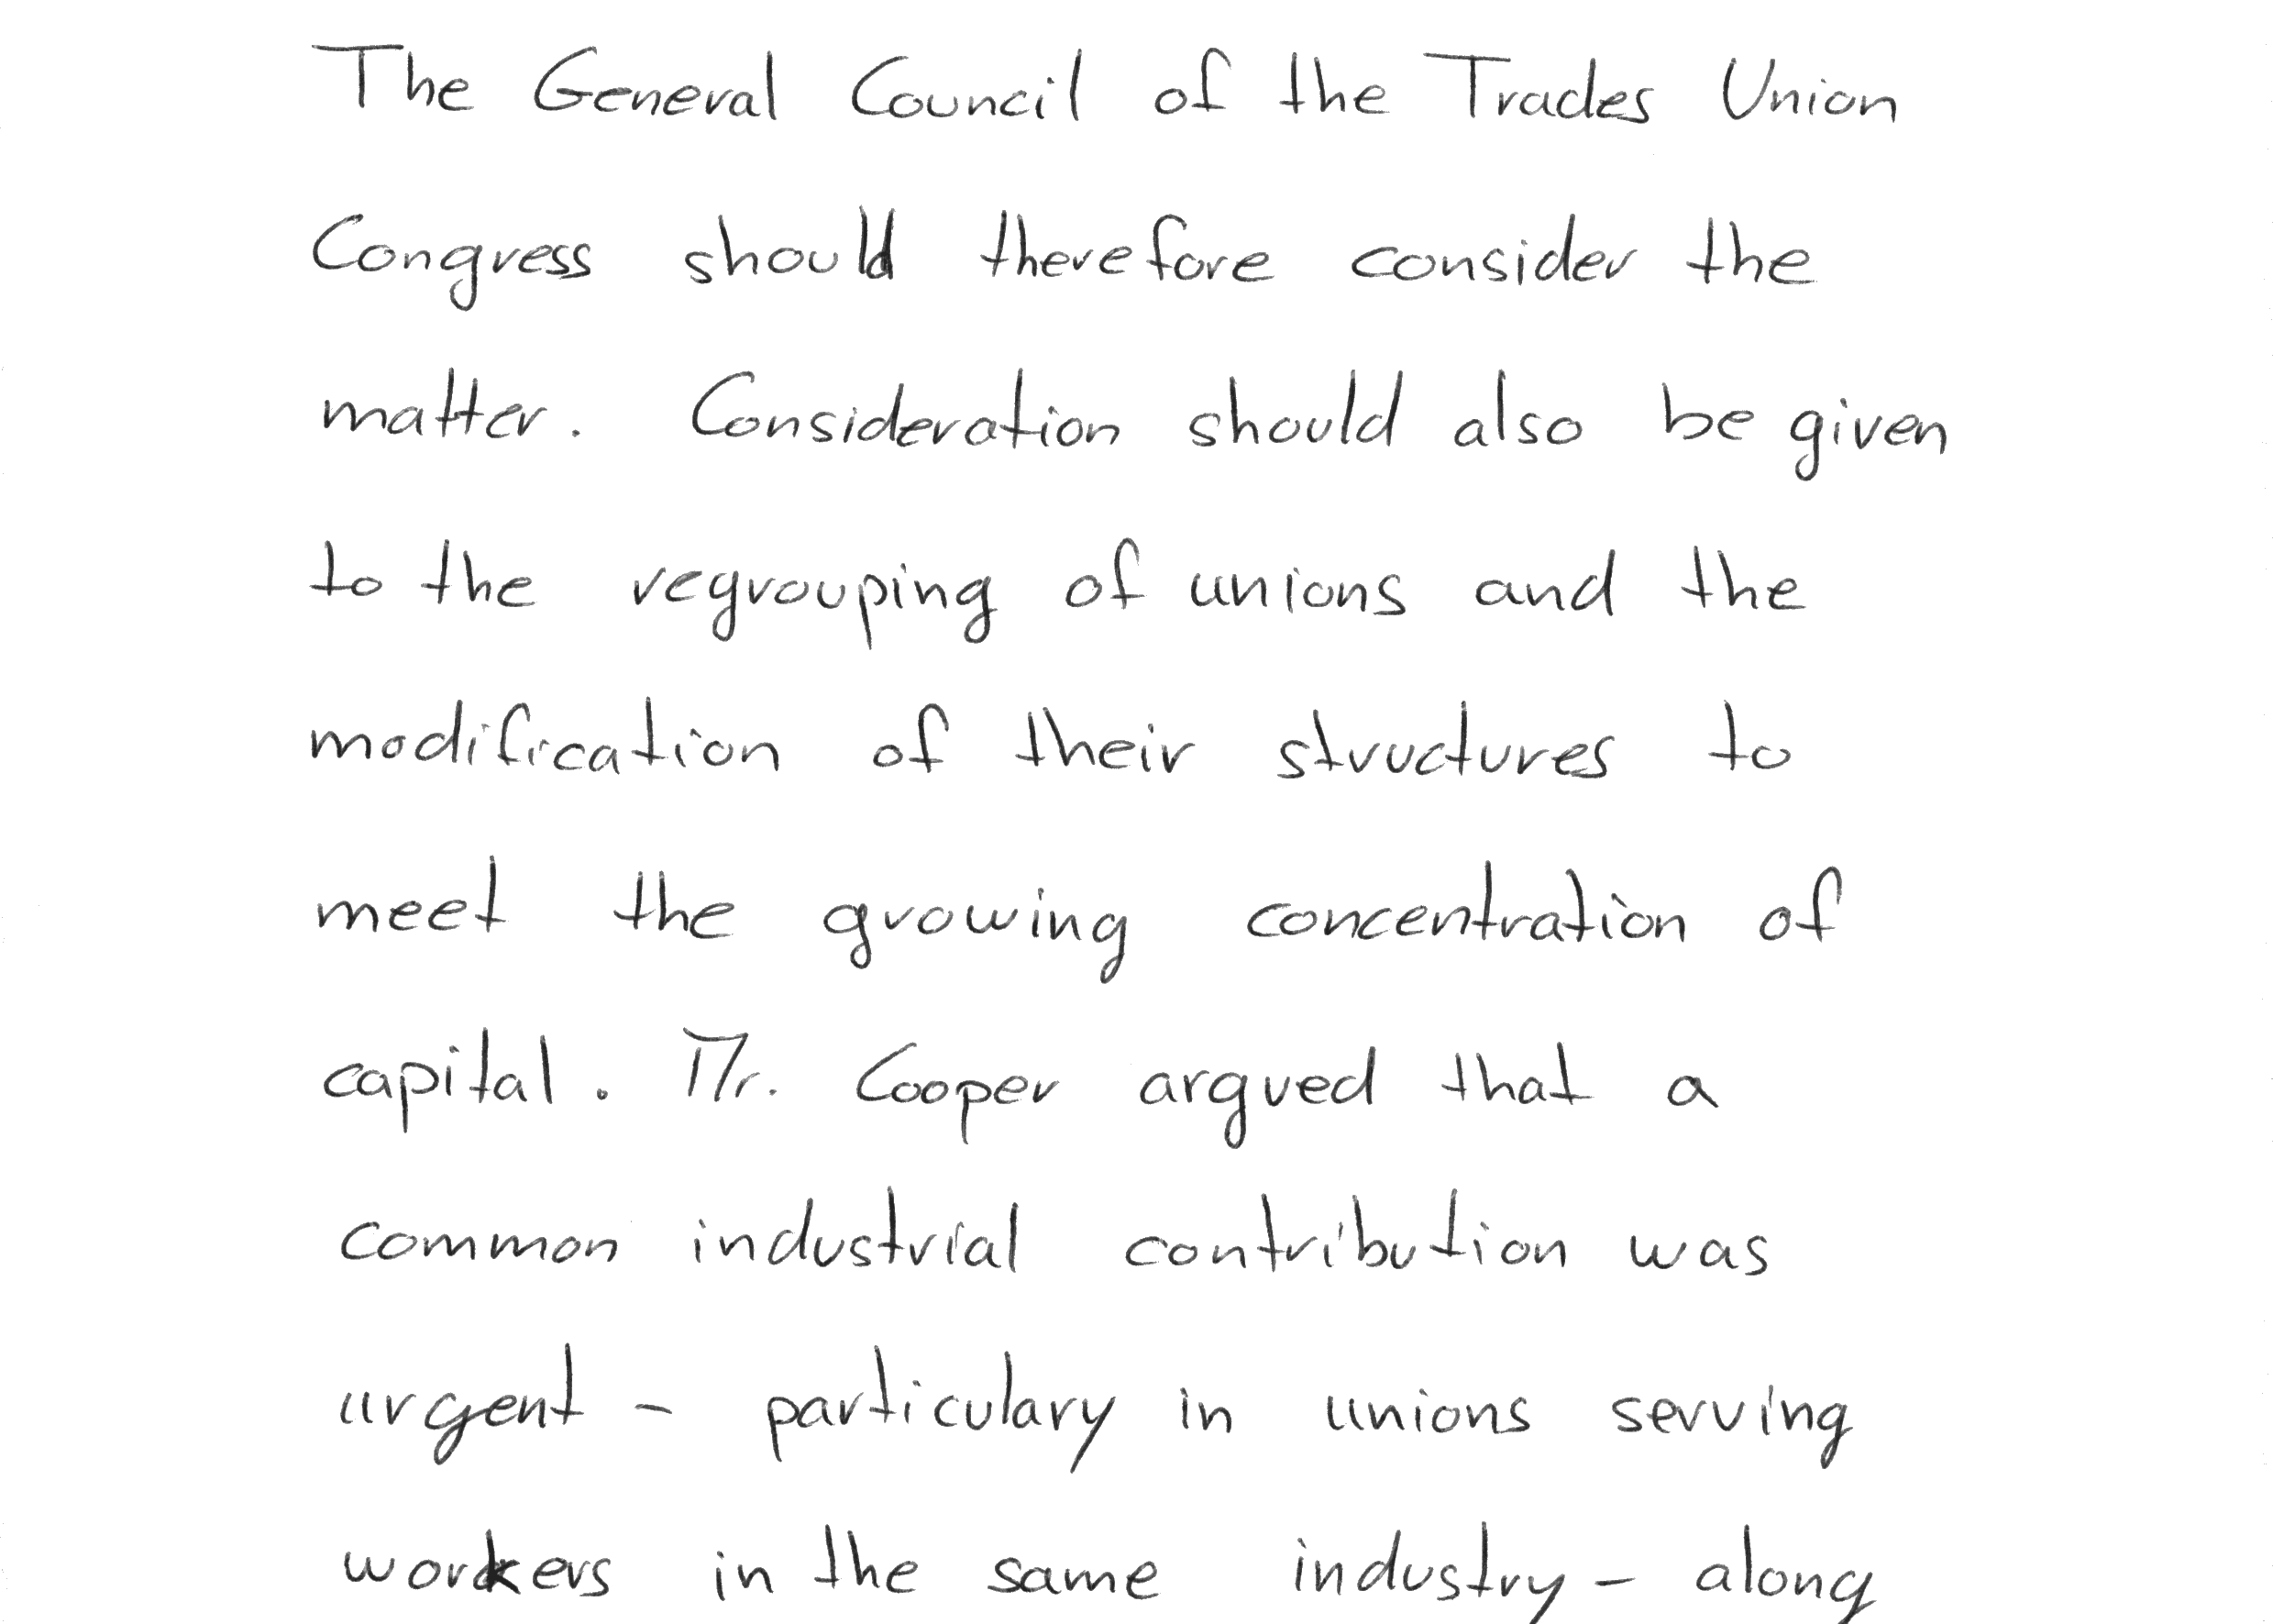 The General Council of the Trades Union
Congress should therefore consider the
matter. Consideration should also be given
to the regrouping of unions and the
modification of their structures to
meet the growing concentration of
capital. Mr. Cooper argued that a
common industrial contribution was
urgent - particulary in unions serving
workers in the same industry - along